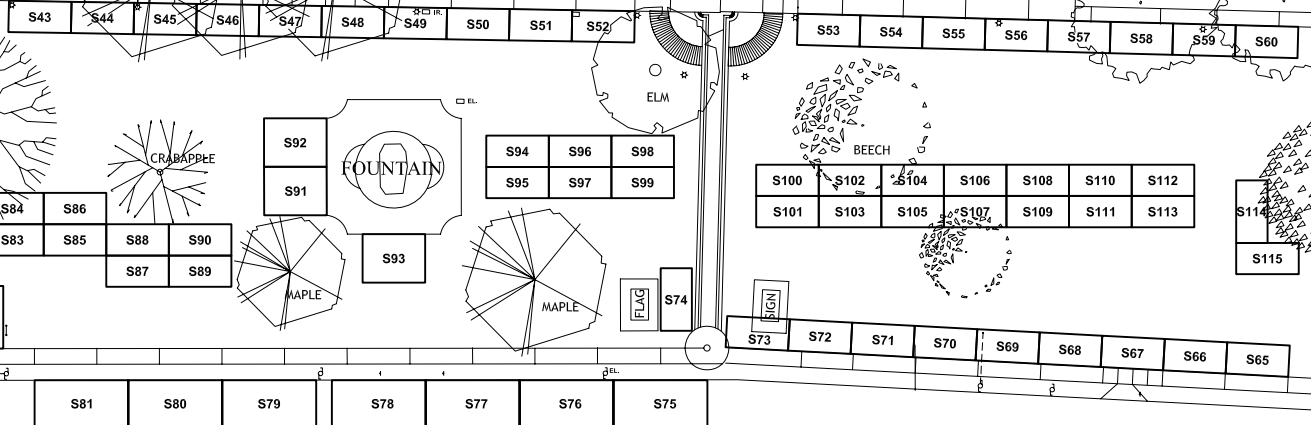 S43 S44 S45 S46 S47 S48 S49 IR. S50 S51 S52 S53 S54 S55 S56 S57 S58 S59 S60
ELM
EL.
CRABAPPLE
FOUNTAIN
BEECH
S92
S91
S94 S96 S98
S95 S97 S99
S100 S102 S104 S106 S108 S110 S112
S101 S103 S105 S107 S109 S111 S113
S114
S115
S84 S86
S83 S85 S88 S90
S87 S89
S93
MAPLE
MAPLE
FLAG
S74
SIGN
S73 S72 S71 S70 S69 S68 S67 S66 S65
EL.
S81 S80 S79 S78 S77 S76 S75